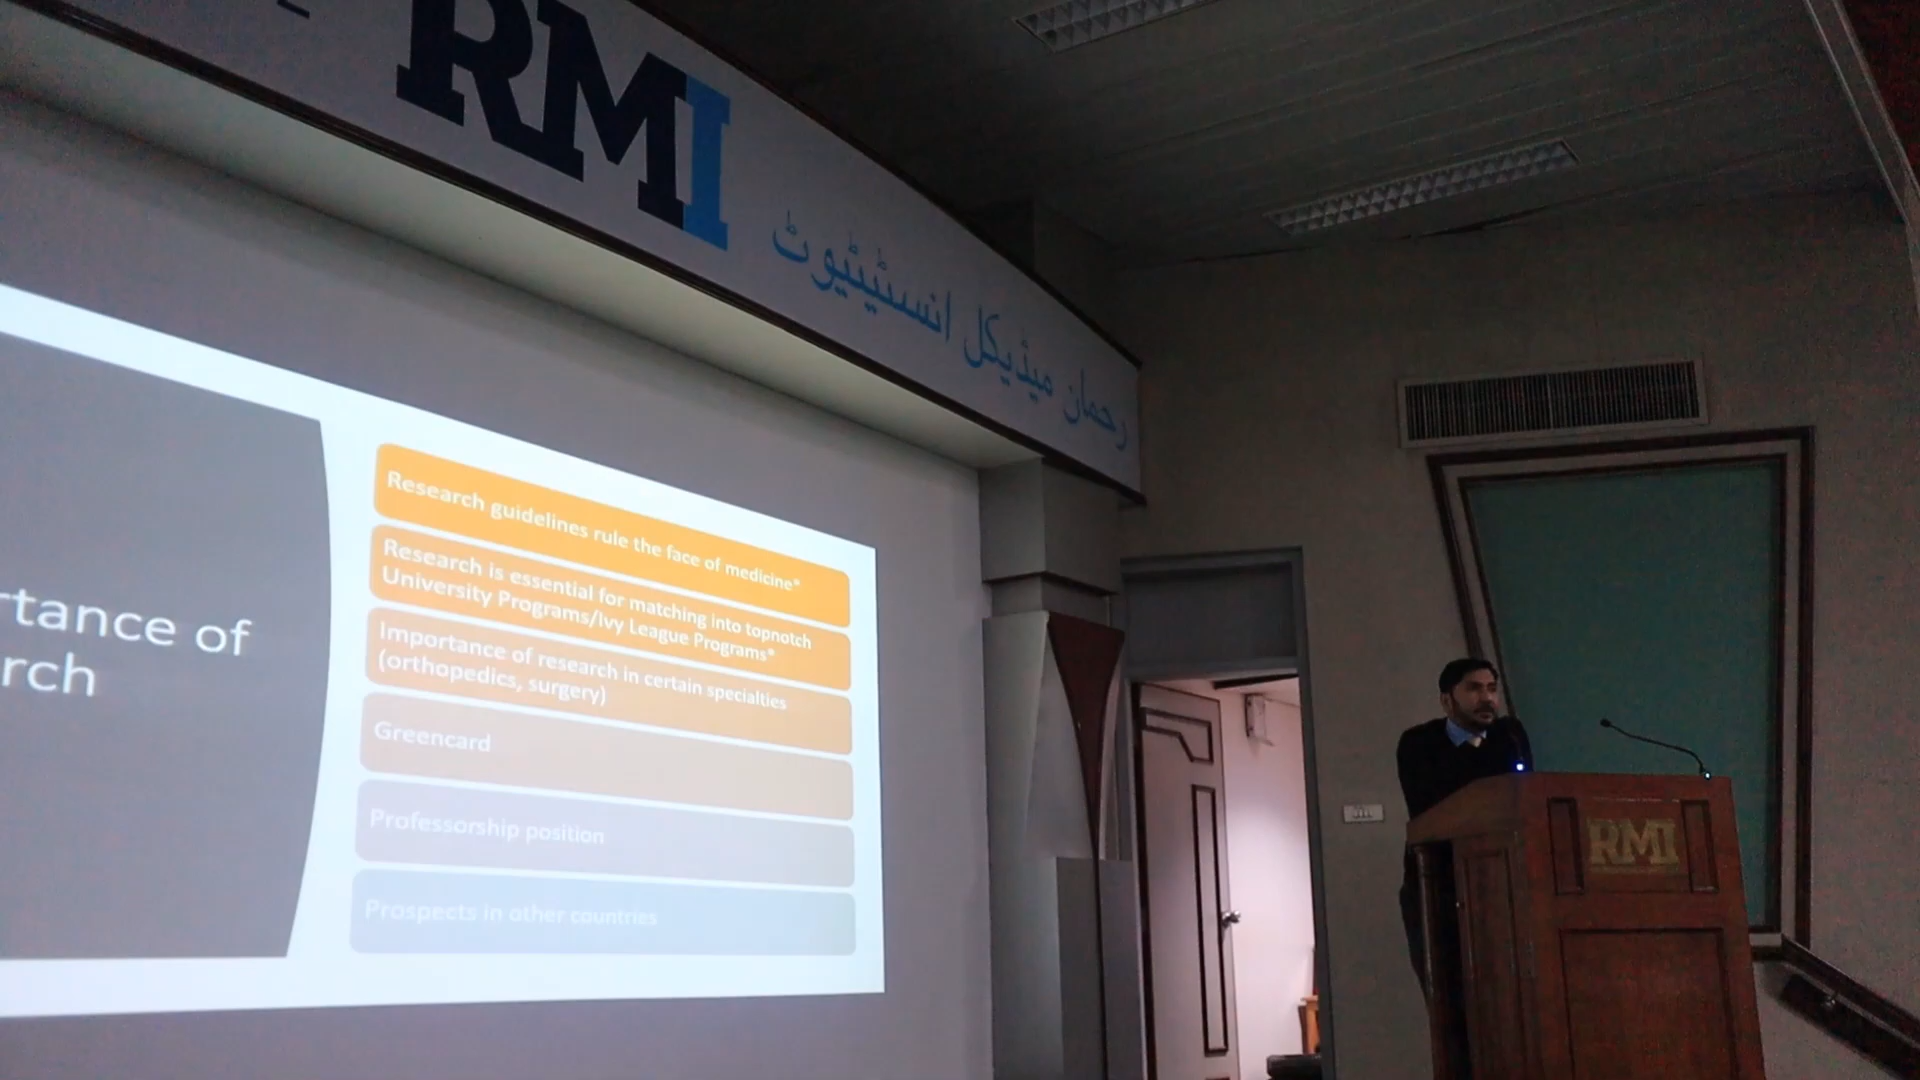 RMI
رحمان میڈیکل انسٹیٹیوٹ
rtance of
rch
Research guidelines rule the face of medicine*
Research is essential for matching into topnotch
University Programs/Ivy League Programs*
Importance of research in certain specialties
(orthopedics, surgery)
Greencard
Professorship position
Prospects in other countries
RMI